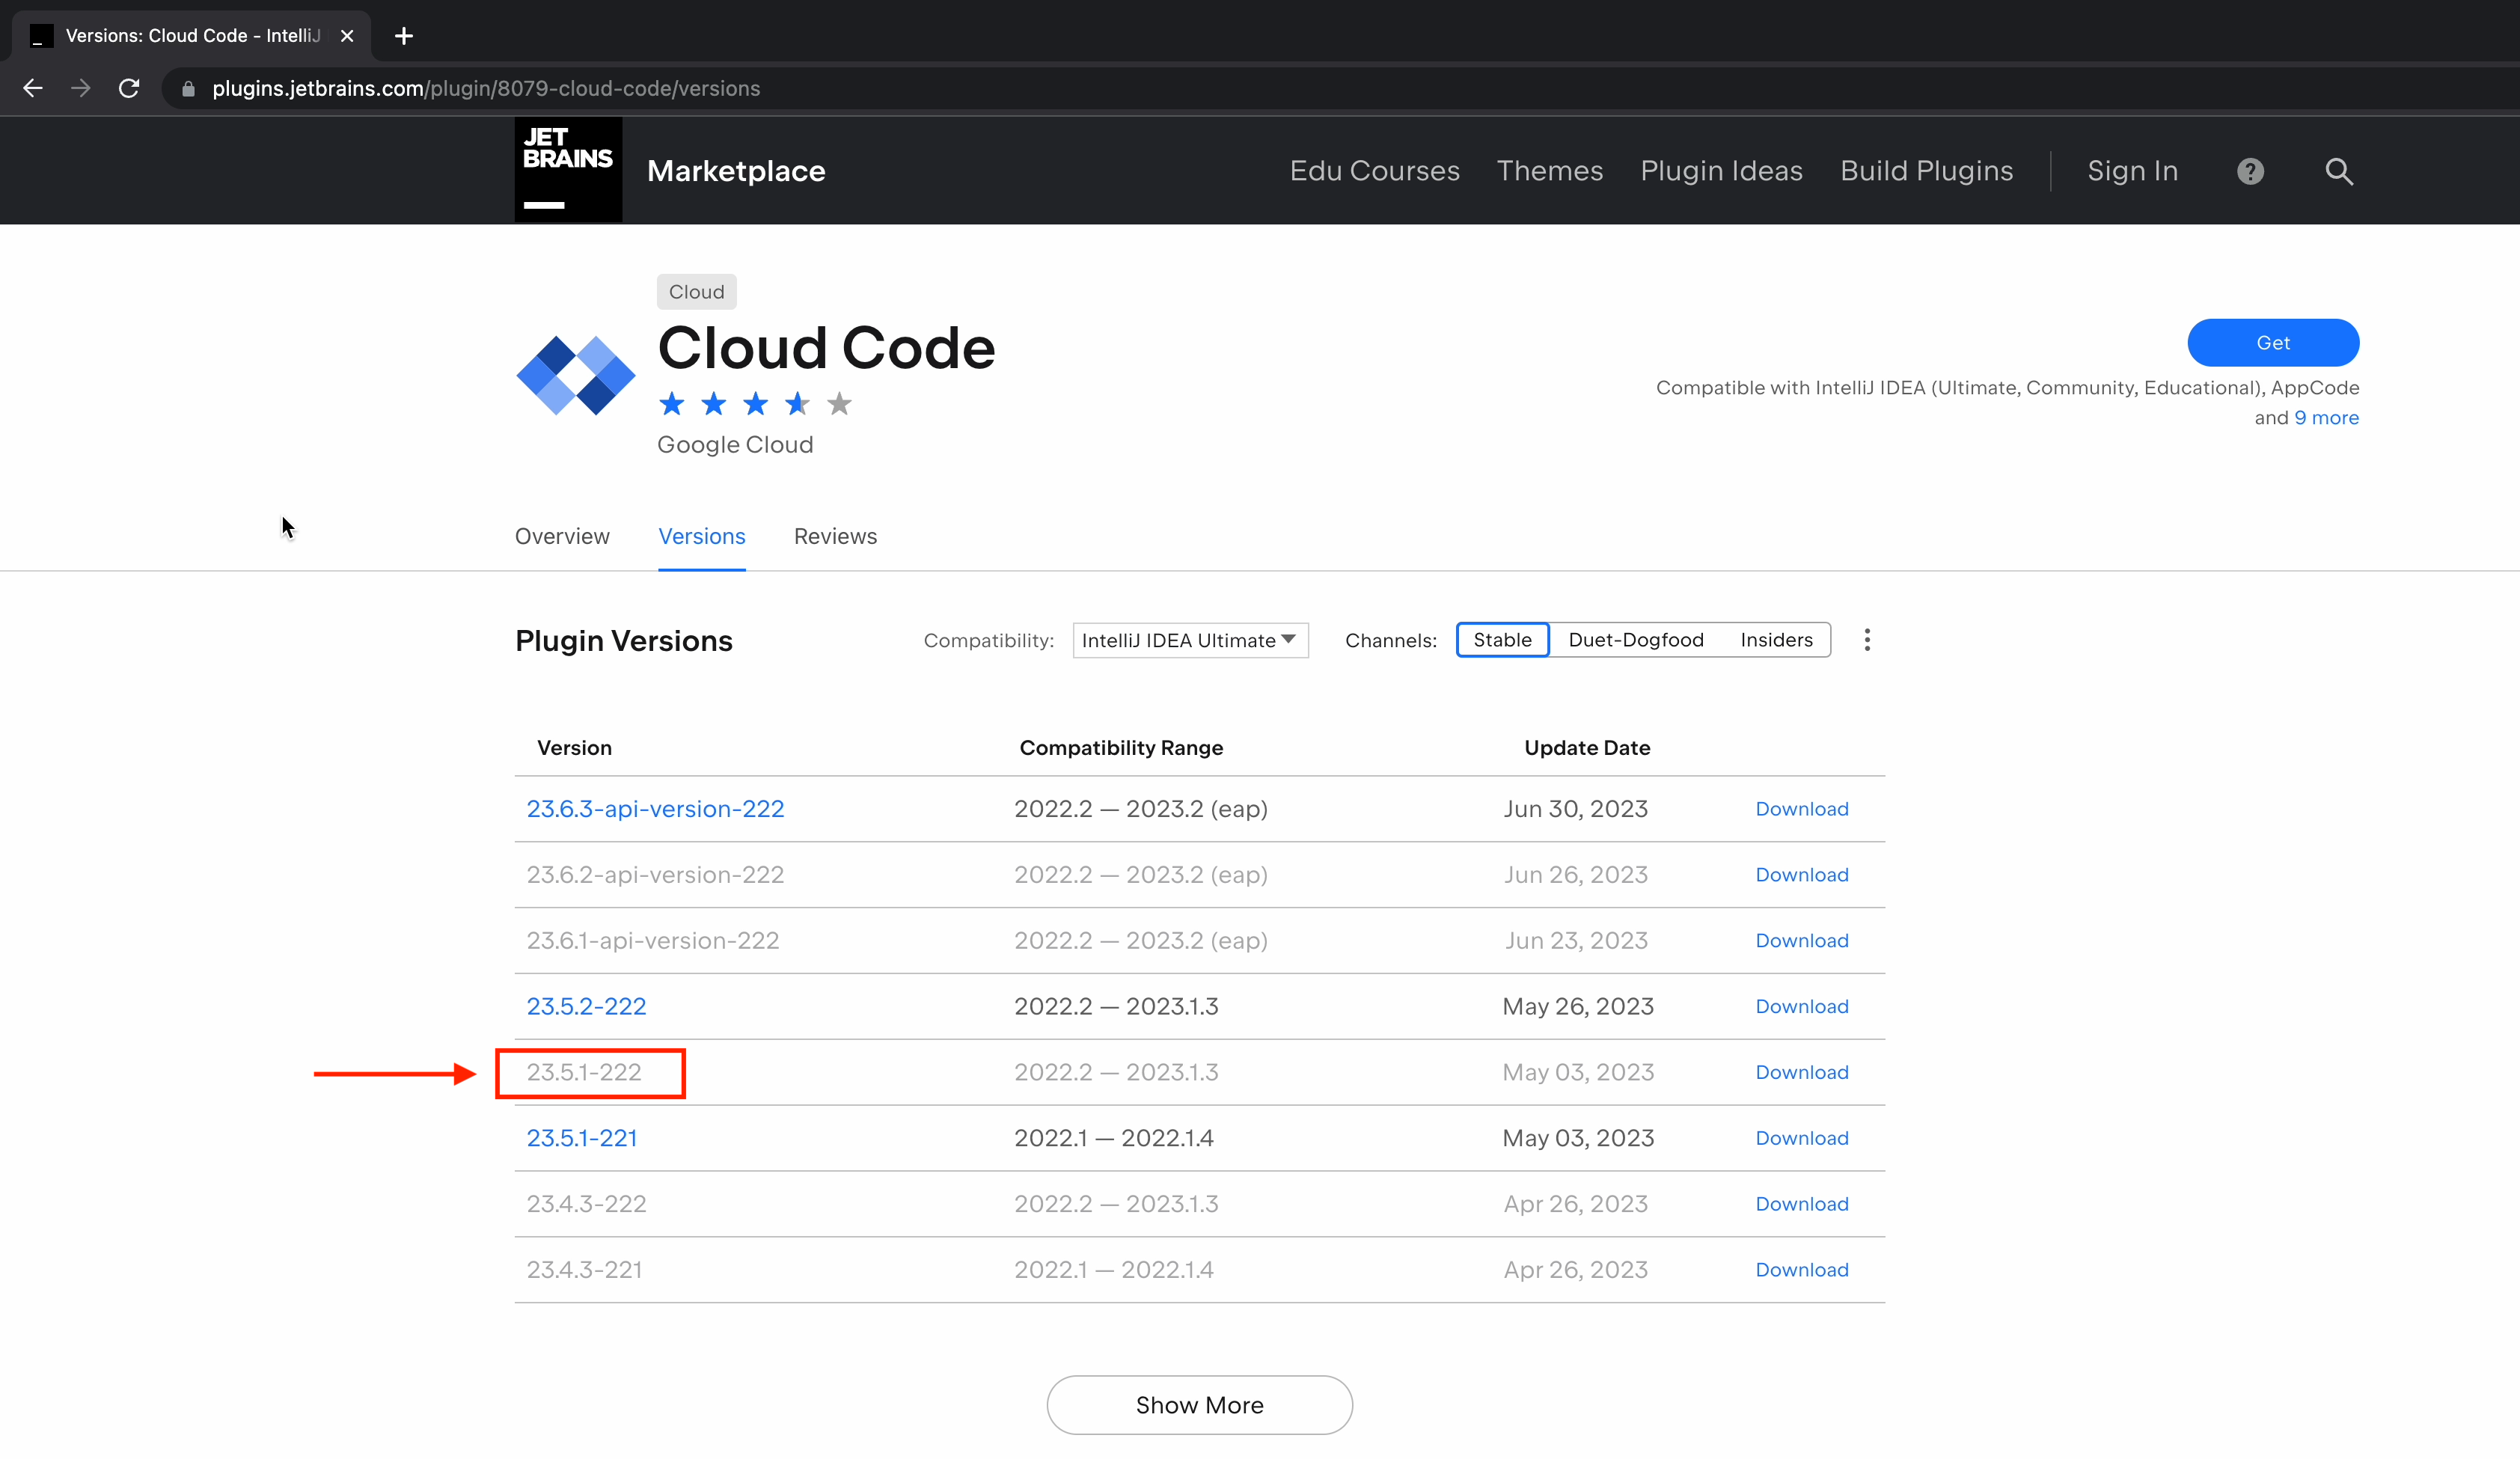 Versions: Cloud Code - IntelliJ
plugins.jetbrains.com/plugin/8079-cloud-code/versions
JET
BRAINS
Marketplace
Edu Courses Themes Plugin Ideas Build Plugins Sign In ?
Cloud
Cloud Code
Google Cloud
Get
Compatible with IntelliJ IDEA (Ultimate, Community, Educational), AppCode
and 9 more
Overview Versions Reviews
Plugin Versions Compatibility: IntelliJ IDEA Ultimate Channels: Stable Duet-Dogfood Insiders
Version Compatibility Range Update Date
23.6.3-api-version-222 2022.2 — 2023.2 (eap) Jun 30, 2023 Download
23.6.2-api-version-222 2022.2 — 2023.2 (eap) Jun 26, 2023 Download
23.6.1-api-version-222 2022.2 — 2023.2 (eap) Jun 23, 2023 Download
23.5.2-222 2022.2 — 2023.1.3 May 26, 2023 Download
23.5.1-222 2022.2 — 2023.1.3 May 03, 2023 Download
23.5.1-221 2022.1 — 2022.1.4 May 03, 2023 Download
23.4.3-222 2022.2 — 2023.1.3 Apr 26, 2023 Download
23.4.3-221 2022.1 — 2022.1.4 Apr 26, 2023 Download
Show More